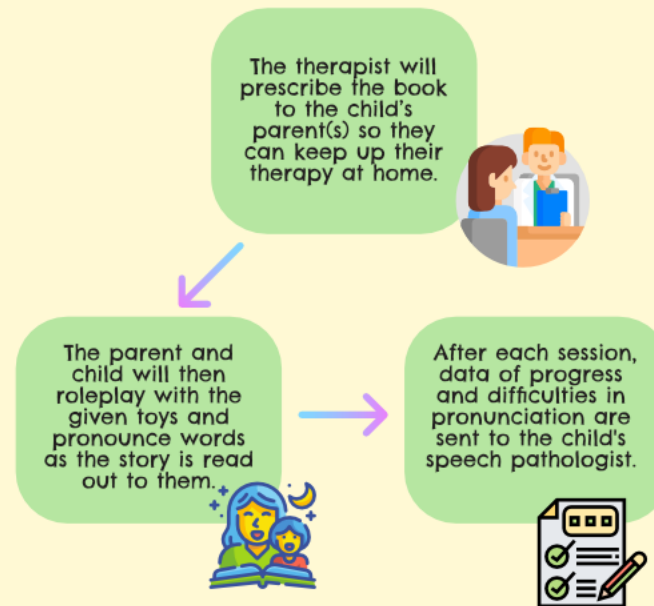 The therapist will
prescribe the book
to the child's
parent(s) so they
can keep up their
therapy at home.
The parent and
child will then
roleplay with the
given toys and
pronounce words
as the story is read
out to them.
After each session,
data of progress
and difficulties in
pronunciation are
sent to the child's
speech pathologist.